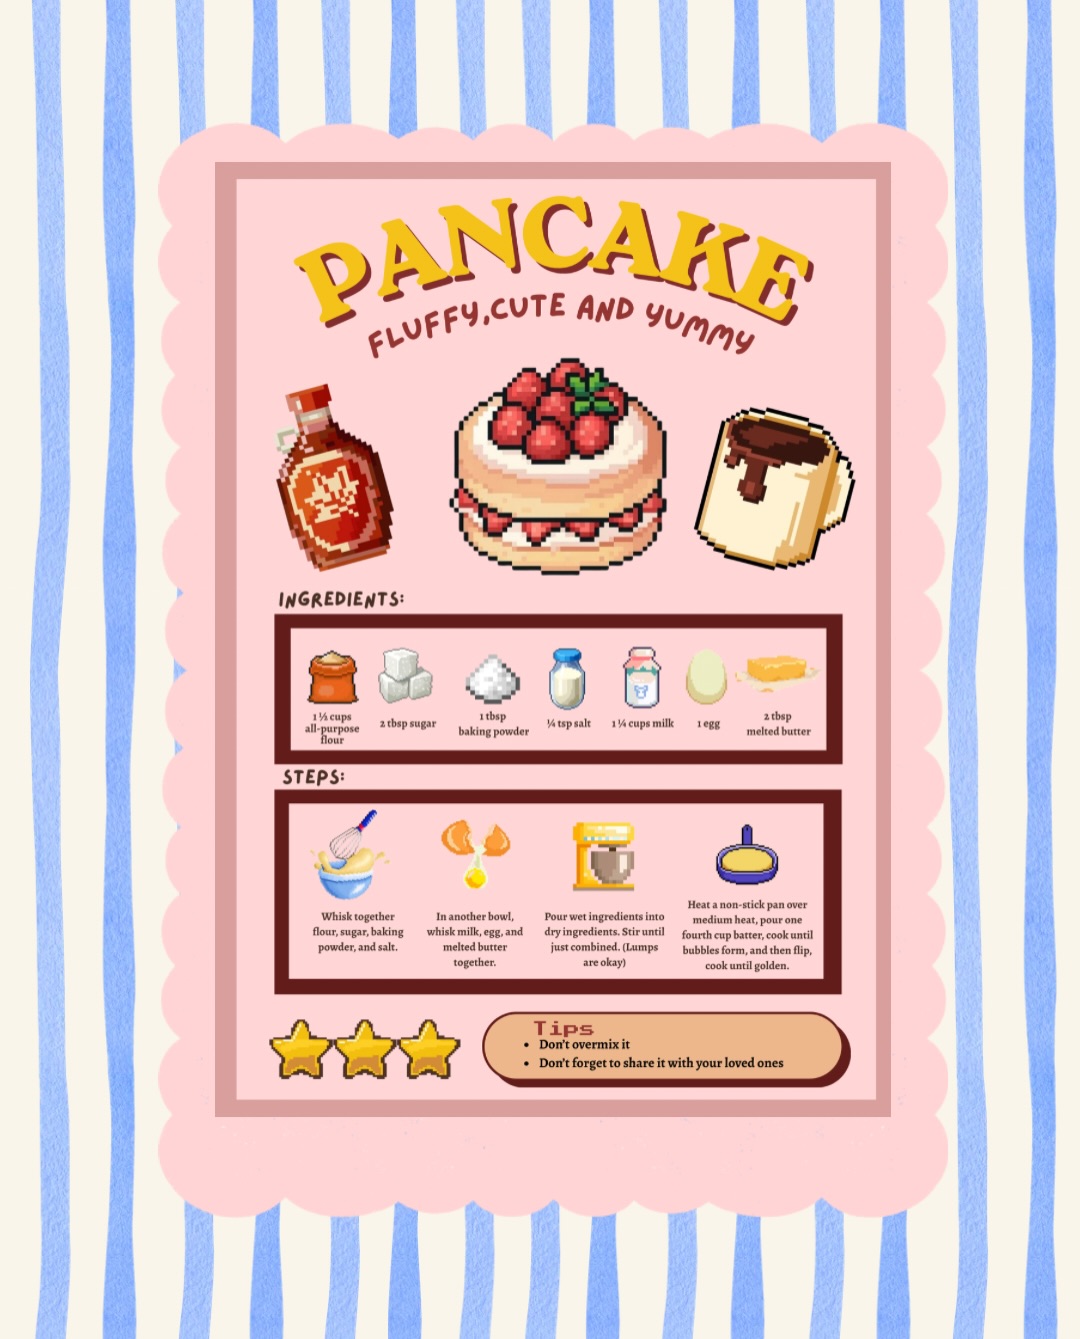 PANCAKE
FLUFFY,CUTE AND YUMMY
INGREDIENTS:
1 ½ cups
all-purpose
flour
2 tbsp sugar
1 tbsp
baking powder
¼ tsp salt
1 ¼ cups milk
1 egg
2 tbsp
melted butter
STEPS:
Whisk together
flour, sugar, baking
powder, and salt.
In another bowl,
whisk milk, egg, and
melted butter
together.
Pour wet ingredients into
dry ingredients. Stir until
just combined. (Lumps
are okay)
Heat a non-stick pan over
medium heat, pour one
fourth cup batter, cook until
bubbles form, and then flip,
cook until golden.
Tips
• Don't overmix it
• Don't forget to share it with your loved ones